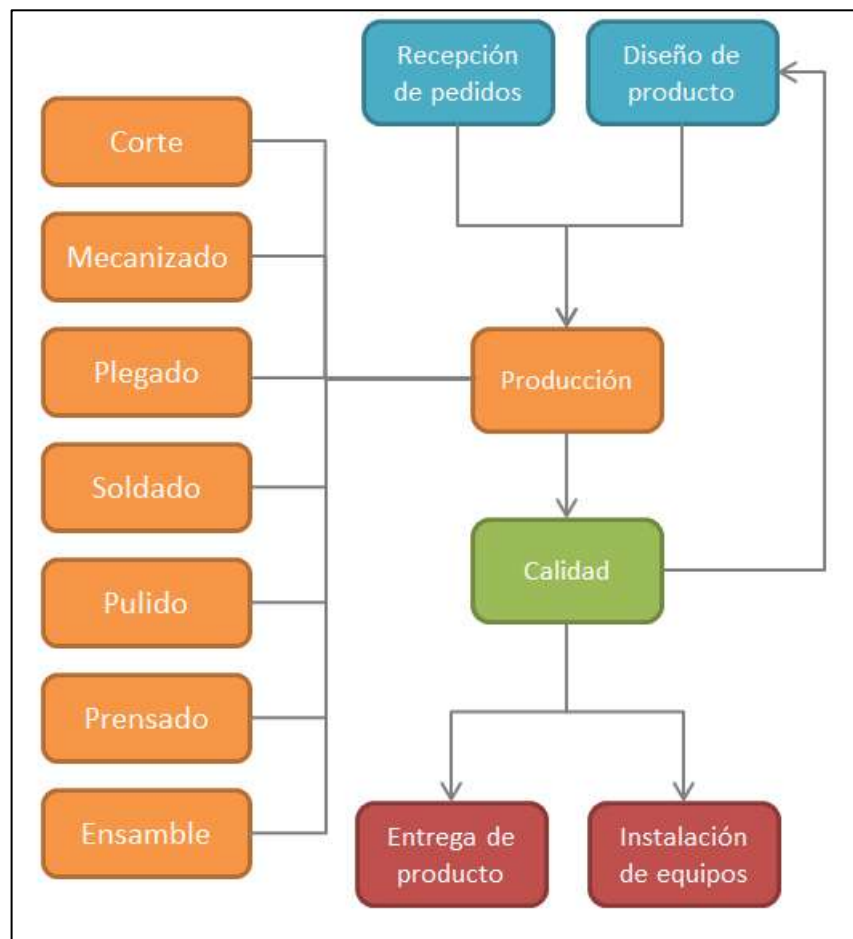 Recepción
de pedidos
Diseño de
producto
Corte
Mecanizado
Plegado
Producción
Soldado
Calidad
Pulido
Prensado
Ensamble
Entrega de
producto
Instalación
de equipos